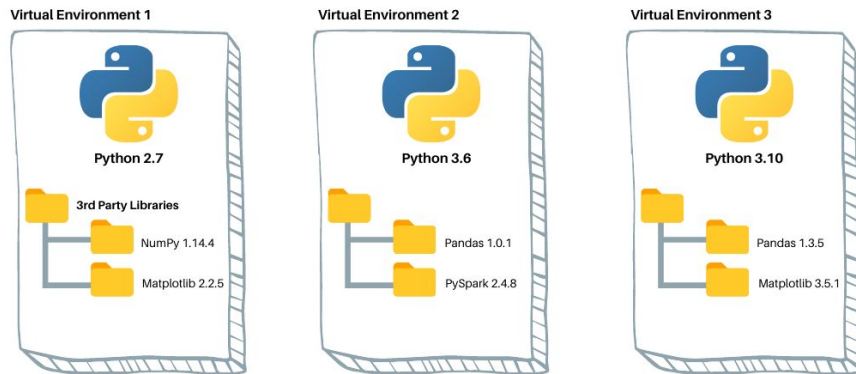 Virtual Environment 1
Python 2.7
3rd Party Libraries
NumPy 1.14.4
Matplotlib 2.2.5
Virtual Environment 2
Python 3.6
Pandas 1.0.1
PySpark 2.4.8
Virtual Environment 3
Python 3.10
Pandas 1.3.5
Matplotlib 3.5.1